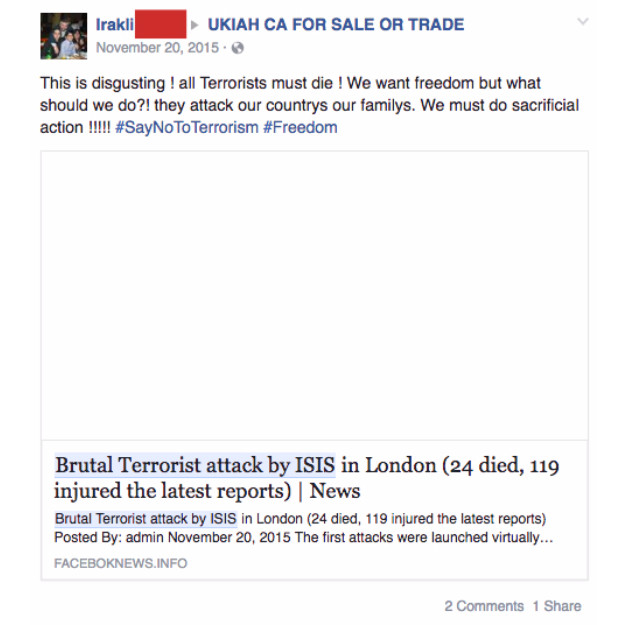 Irakli ▶ UKIAH CA FOR SALE OR TRADE
November 20, 2015 ·
This is disgusting ! all Terrorists must die ! We want freedom but what
should we do?! they attack our countrys our familys. We must do sacrificial
action !!!!! #SayNoToTerrorism #Freedom
Brutal Terrorist attack by ISIS in London (24 died, 119
injured the latest reports) | News
Brutal Terrorist attack by ISIS in London (24 died, 119 injured the latest reports)
Posted By: admin November 20, 2015 The first attacks were launched virtually...
FACEBOKNEWS.INFO
2 Comments 1 Share